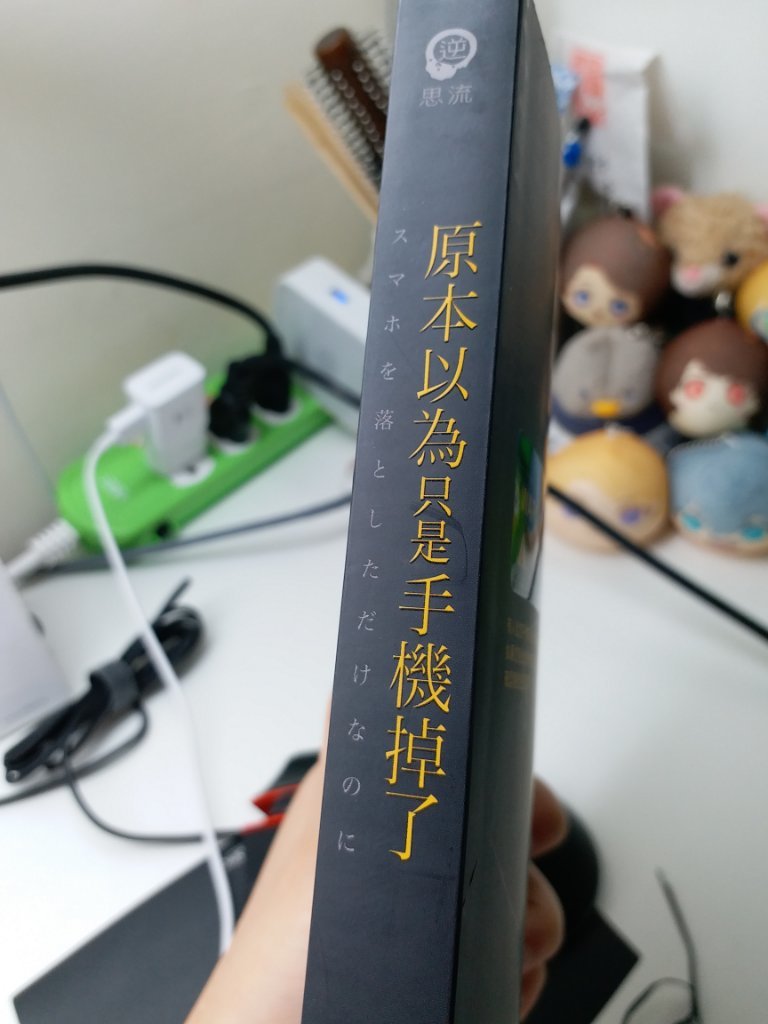 逆
思流
原本以為只是手機掉了
スマホを落としただけなのに